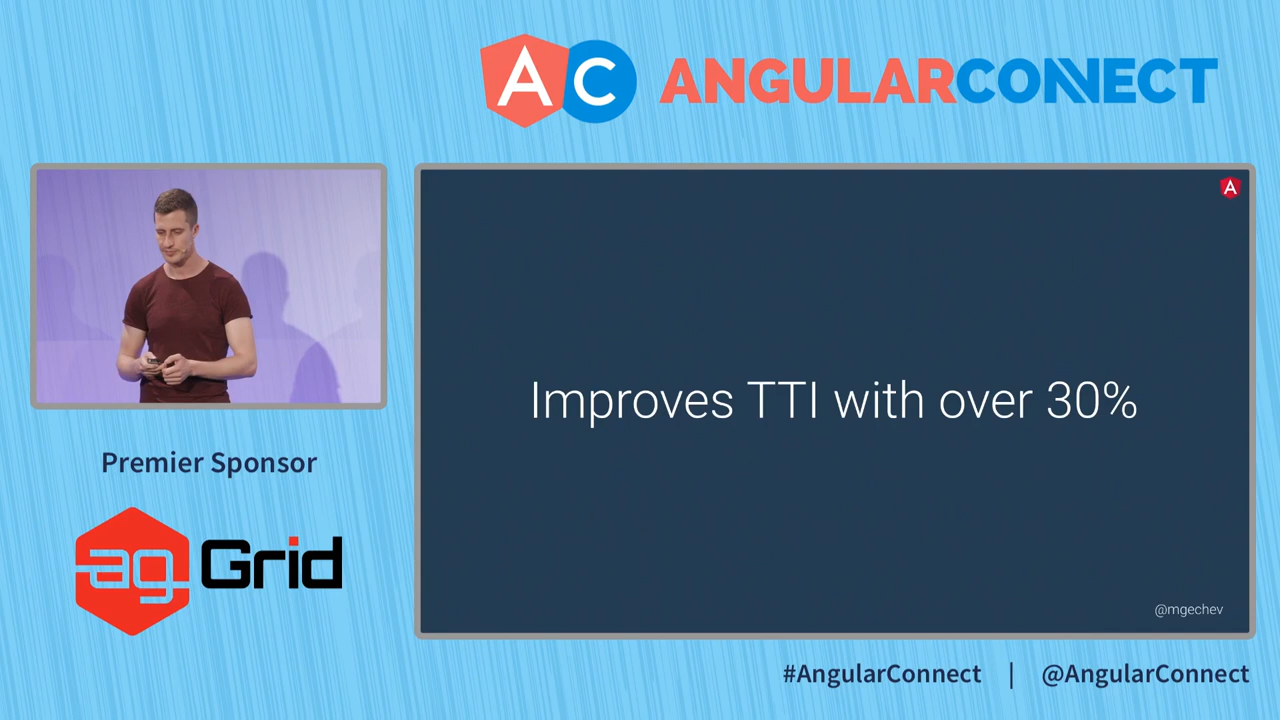 AC ANGULARCONNECT
A
Improves TTI with over 30%
@mgechev
Premier Sponsor
ag Grid
#AngularConnect | @AngularConnect